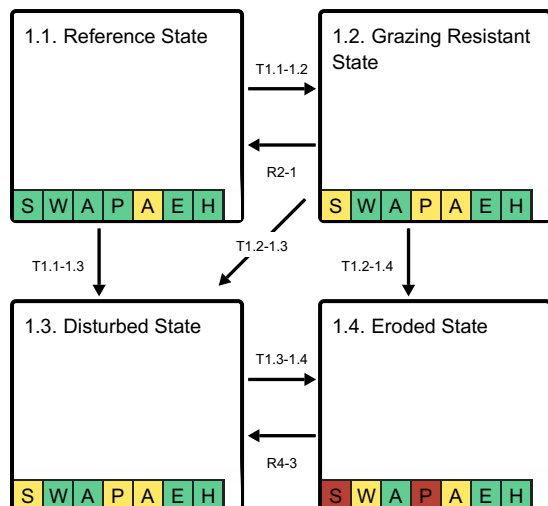 1.1. Reference State
1.2. Grazing Resistant
State
T1.1-1.2
R2-1
S W A P A E H
S W A P A E H
T1.2-1.3
T1.1-1.3
T1.2-1.4
1.3. Disturbed State
1.4. Eroded State
T1.3-1.4
R4-3
S W A P A E H
S W A P A E H